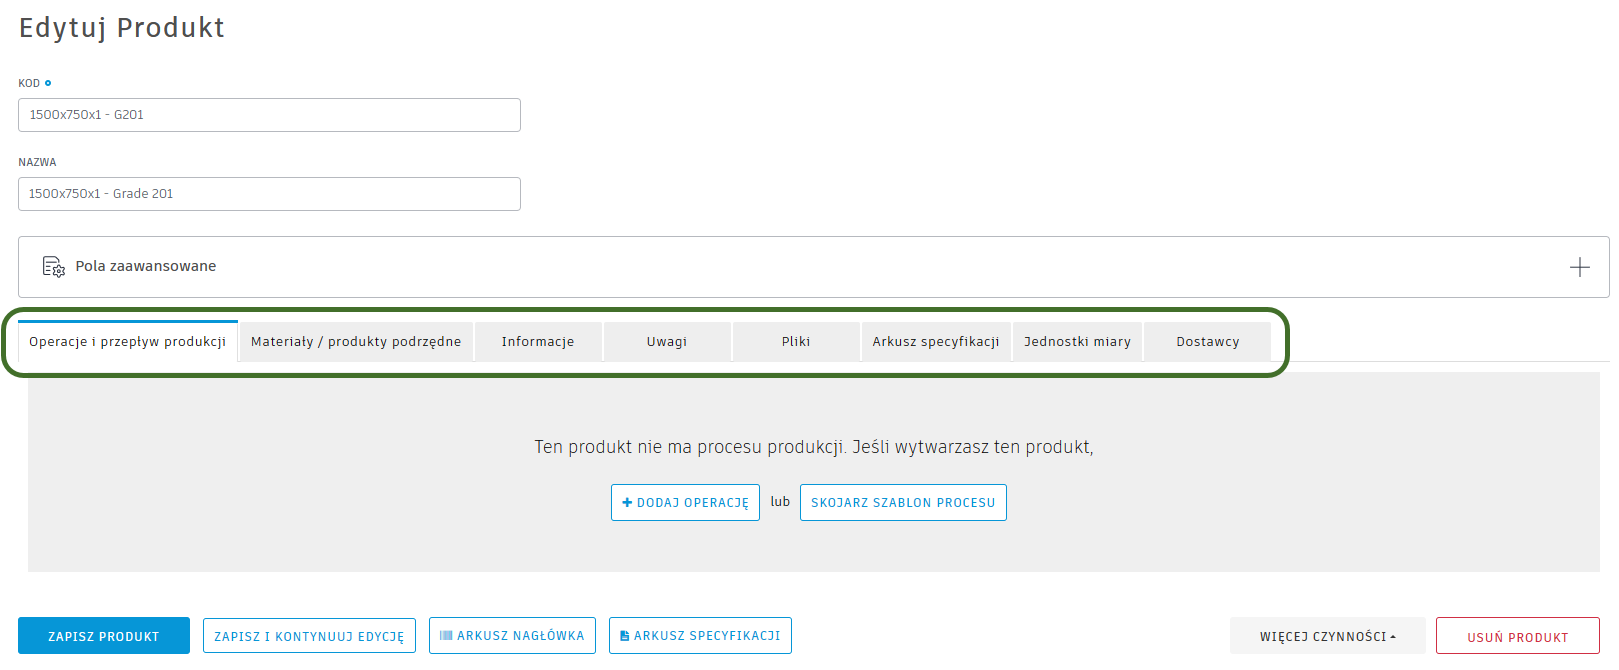 Edytuj Produkt
KOD
1500x750x1 - G201
NAZWA
1500x750x1 - Grade 201
Pola zaawansowane
Operacje i przepływ produkcji Materiały / produkty podrzędne Informacje Uwagi Pliki Arkusz specyfikacji Jednostki miary Dostawcy
Ten produkt nie ma procesu produkcji. Jeśli wytwarzasz ten produkt,
+ DODAJ OPERACJĘ lub SKOJARZ SZABLON PROCESU
ZAPISZ PRODUKT ZAPISZ I KONTYNUUJ EDYCJĘ ARKUSZ NAGŁÓWKA ARKUSZ SPECYFIKACJI WIĘCEJ CZYNNOŚCI USUŃ PRODUKT